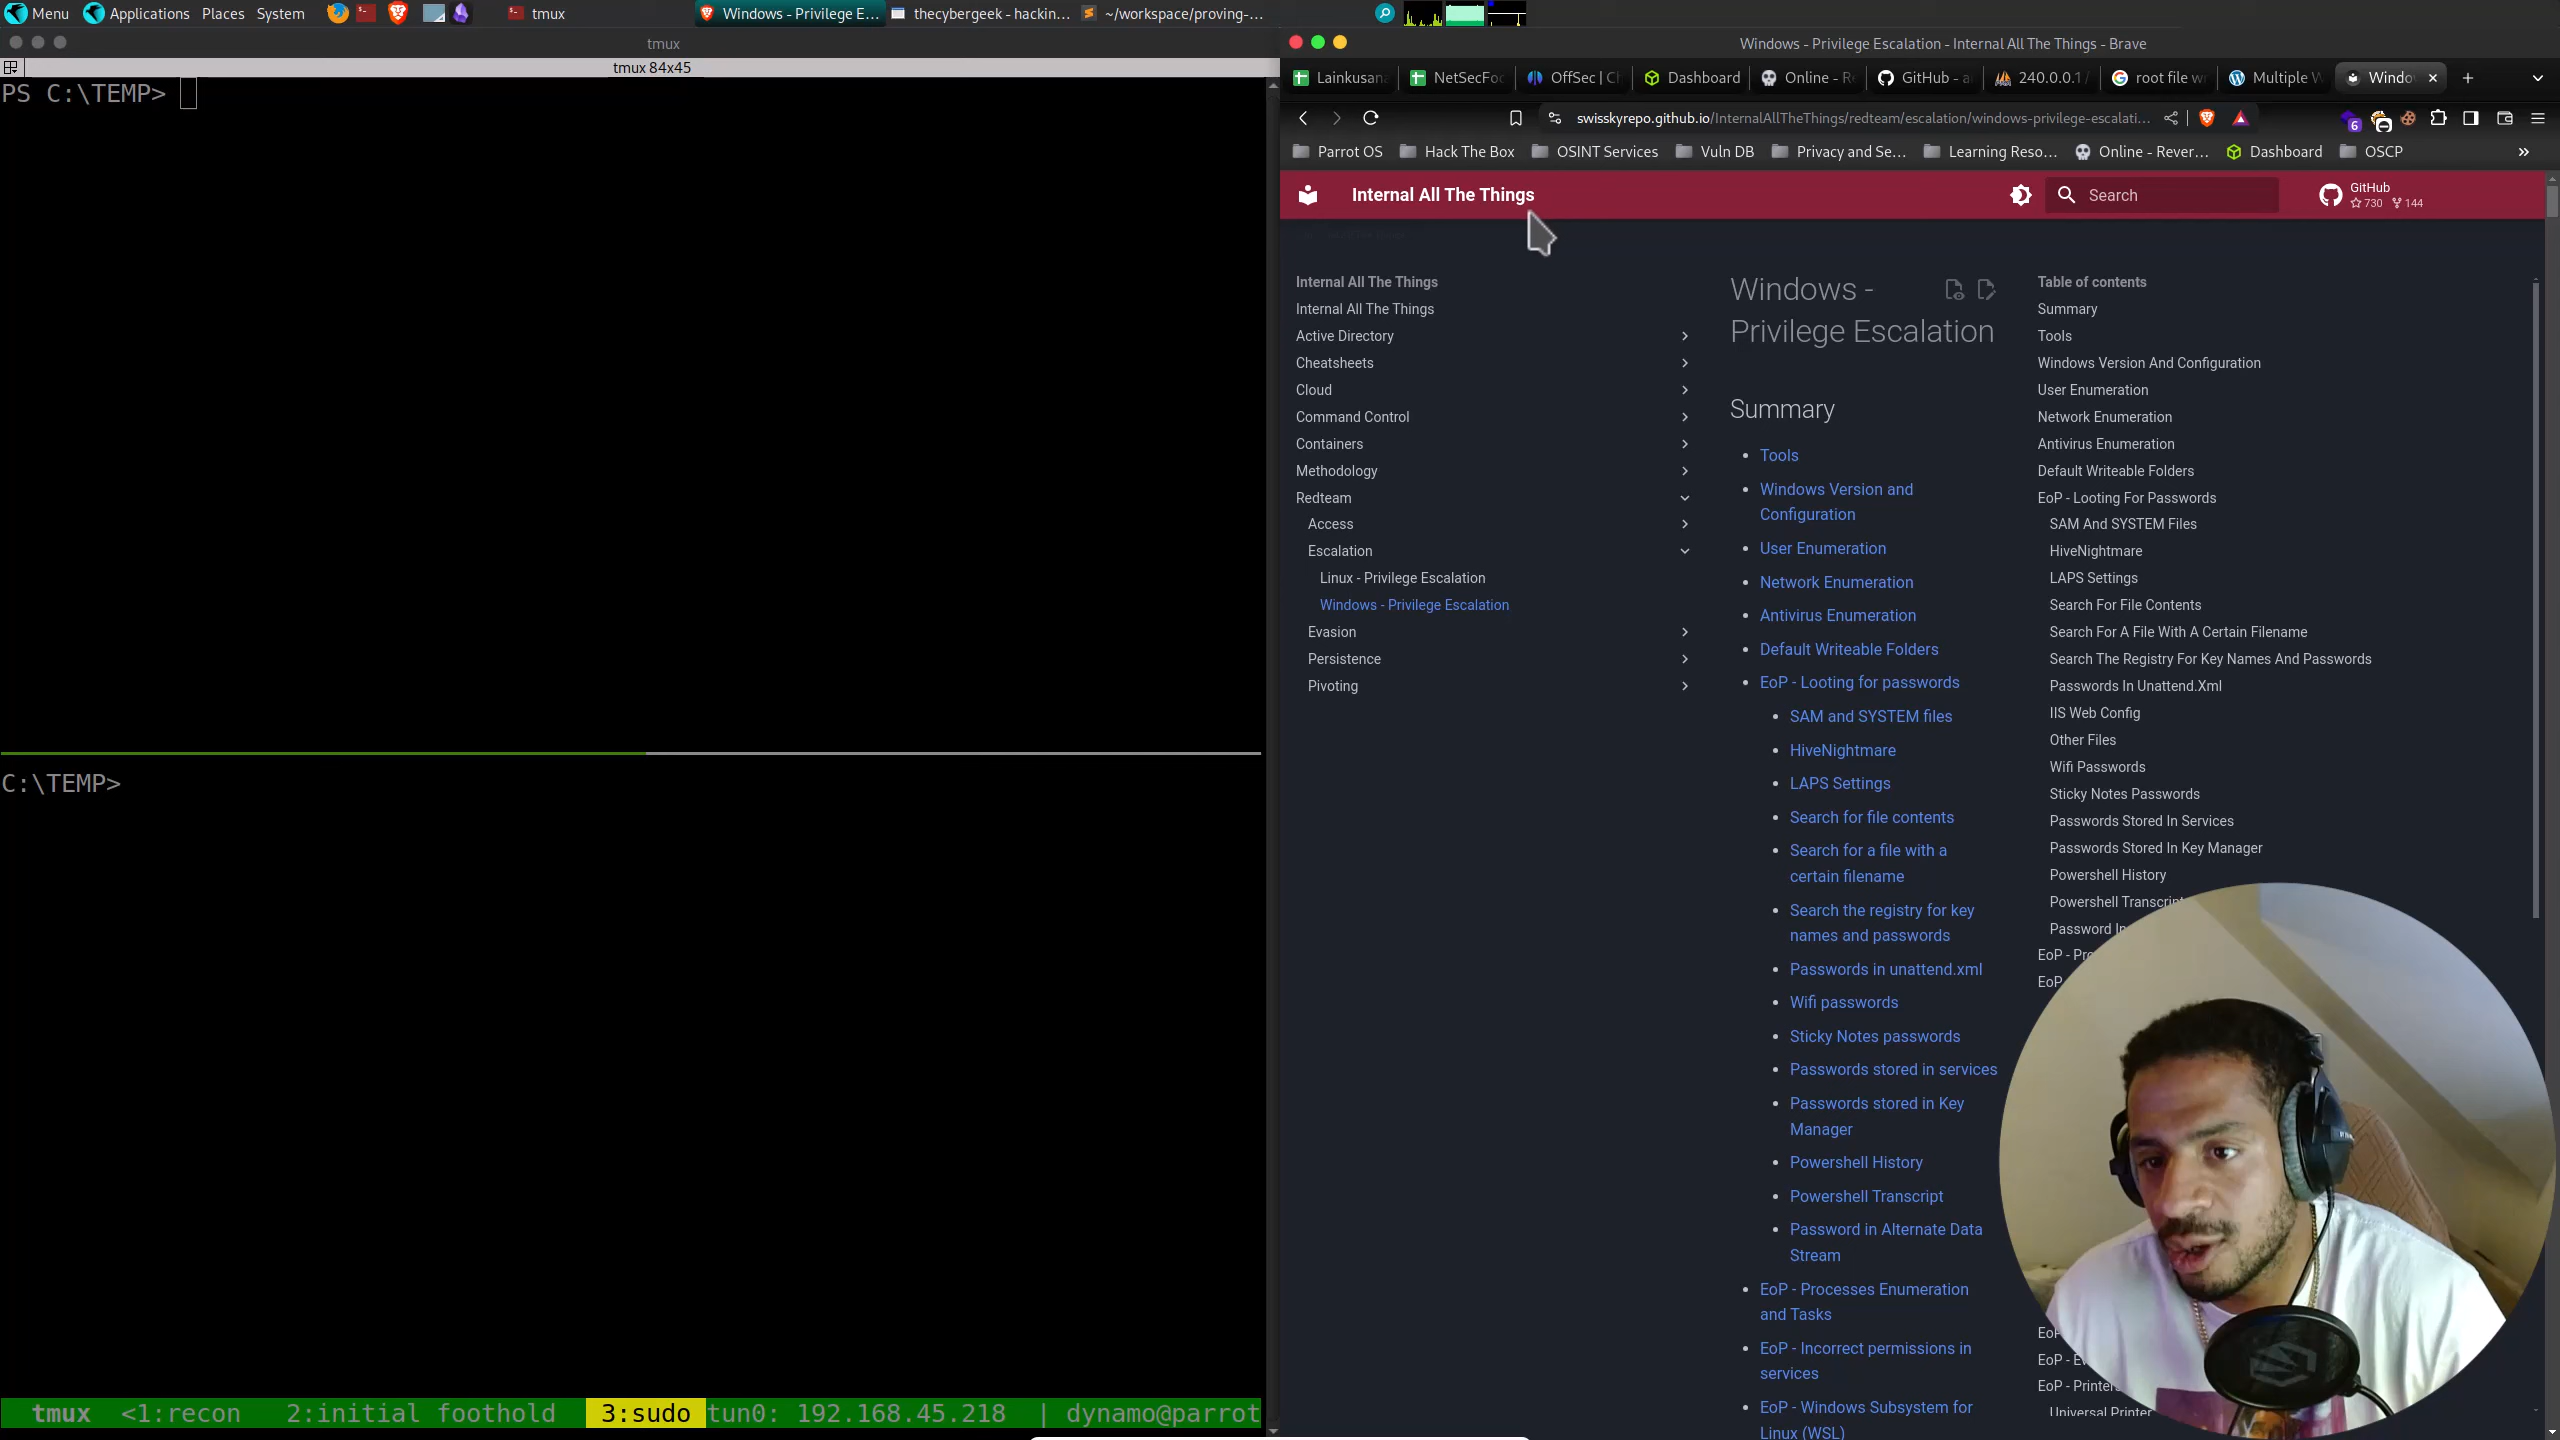 Menu Applications Places System tmux Windows - Privilege E... thecybergeek - hackin... ~/workspace/proving-...
tmux
tmux 84x45
PS C:\TEMP>
C:\TEMP>
tmux <1:recon 2:initial foothold 3:sudo tun0: 192.168.45.218 | dynamo@parrot
Windows - Privilege Escalation - Internal All The Things - Brave
Lainkusan NetSecFoc OffSec | C Dashboard Online - Re GitHub - a 240.0.0.1 / root file w Multiple W Windo
swisskyrepo.github.io/InternalAllTheThings/redteam/escalation/windows-privilege-escalati... 6
Parrot OS Hack The Box OSINT Services Vuln DB Privacy and Se... Learning Reso... Online - Rever... Dashboard OSCP
Internal All The Things Search GitHub
730 144
Internal All The Things
Internal All The Things
Active Directory
Cheatsheets
Cloud
Command Control
Containers
Methodology
Redteam
Access
Escalation
Linux - Privilege Escalation
Windows - Privilege Escalation
Evasion
Persistence
Pivoting
Windows -
Privilege Escalation
Summary
Tools
Windows Version and
Configuration
User Enumeration
Network Enumeration
Antivirus Enumeration
Default Writeable Folders
EoP - Looting for passwords
SAM and SYSTEM files
HiveNightmare
LAPS Settings
Search for file contents
Search for a file with a
certain filename
Search the registry for key
names and passwords
Passwords in unattend.xml
Wifi passwords
Sticky Notes passwords
Passwords stored in services
Passwords stored in Key
Manager
Powershell History
Powershell Transcript
Password in Alternate Data
Stream
EoP - Processes Enumeration
and Tasks
EoP - Incorrect permissions in
services
EoP - Windows Subsystem for
Linux (WSL)
Table of contents
Summary
Tools
Windows Version And Configuration
User Enumeration
Network Enumeration
Antivirus Enumeration
Default Writeable Folders
EoP - Looting For Passwords
SAM And SYSTEM Files
HiveNightmare
LAPS Settings
Search For File Contents
Search For A File With A Certain Filename
Search The Registry For Key Names And Passwords
Passwords In Unattend.Xml
IIS Web Config
Other Files
Wifi Passwords
Sticky Notes Passwords
Passwords Stored In Services
Passwords Stored In Key Manager
Powershell History
Powershell Transcript
Password In
EoP - Pr
EoP
EoP
EoP - E
EoP - Printer
Universal Printer